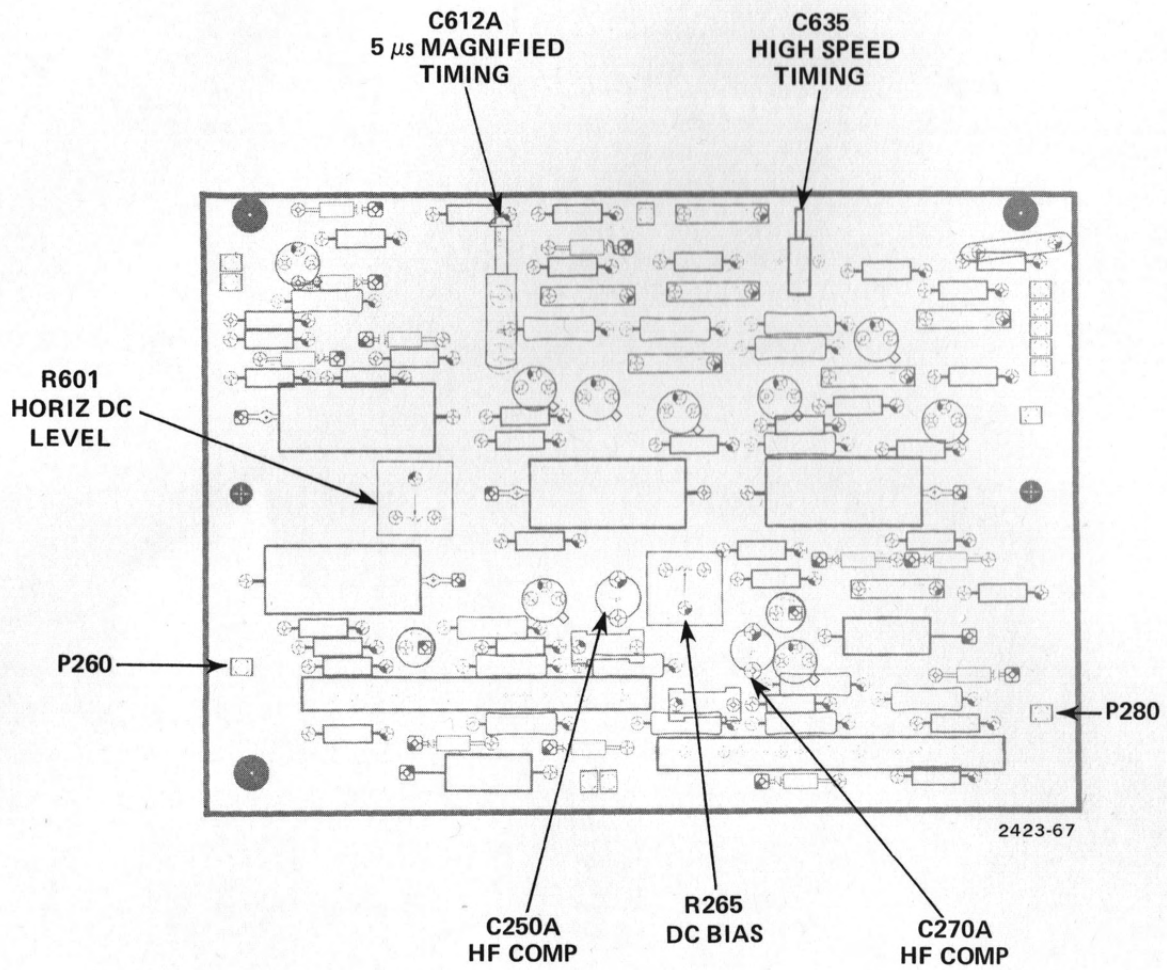 C612A
5 µs MAGNIFIED
TIMING
C635
HIGH SPEED
TIMING
R601
HORIZ DC
LEVEL
P260
P280
2423-67
C250A
HF COMP
R265
DC BIAS
C270A
HF COMP